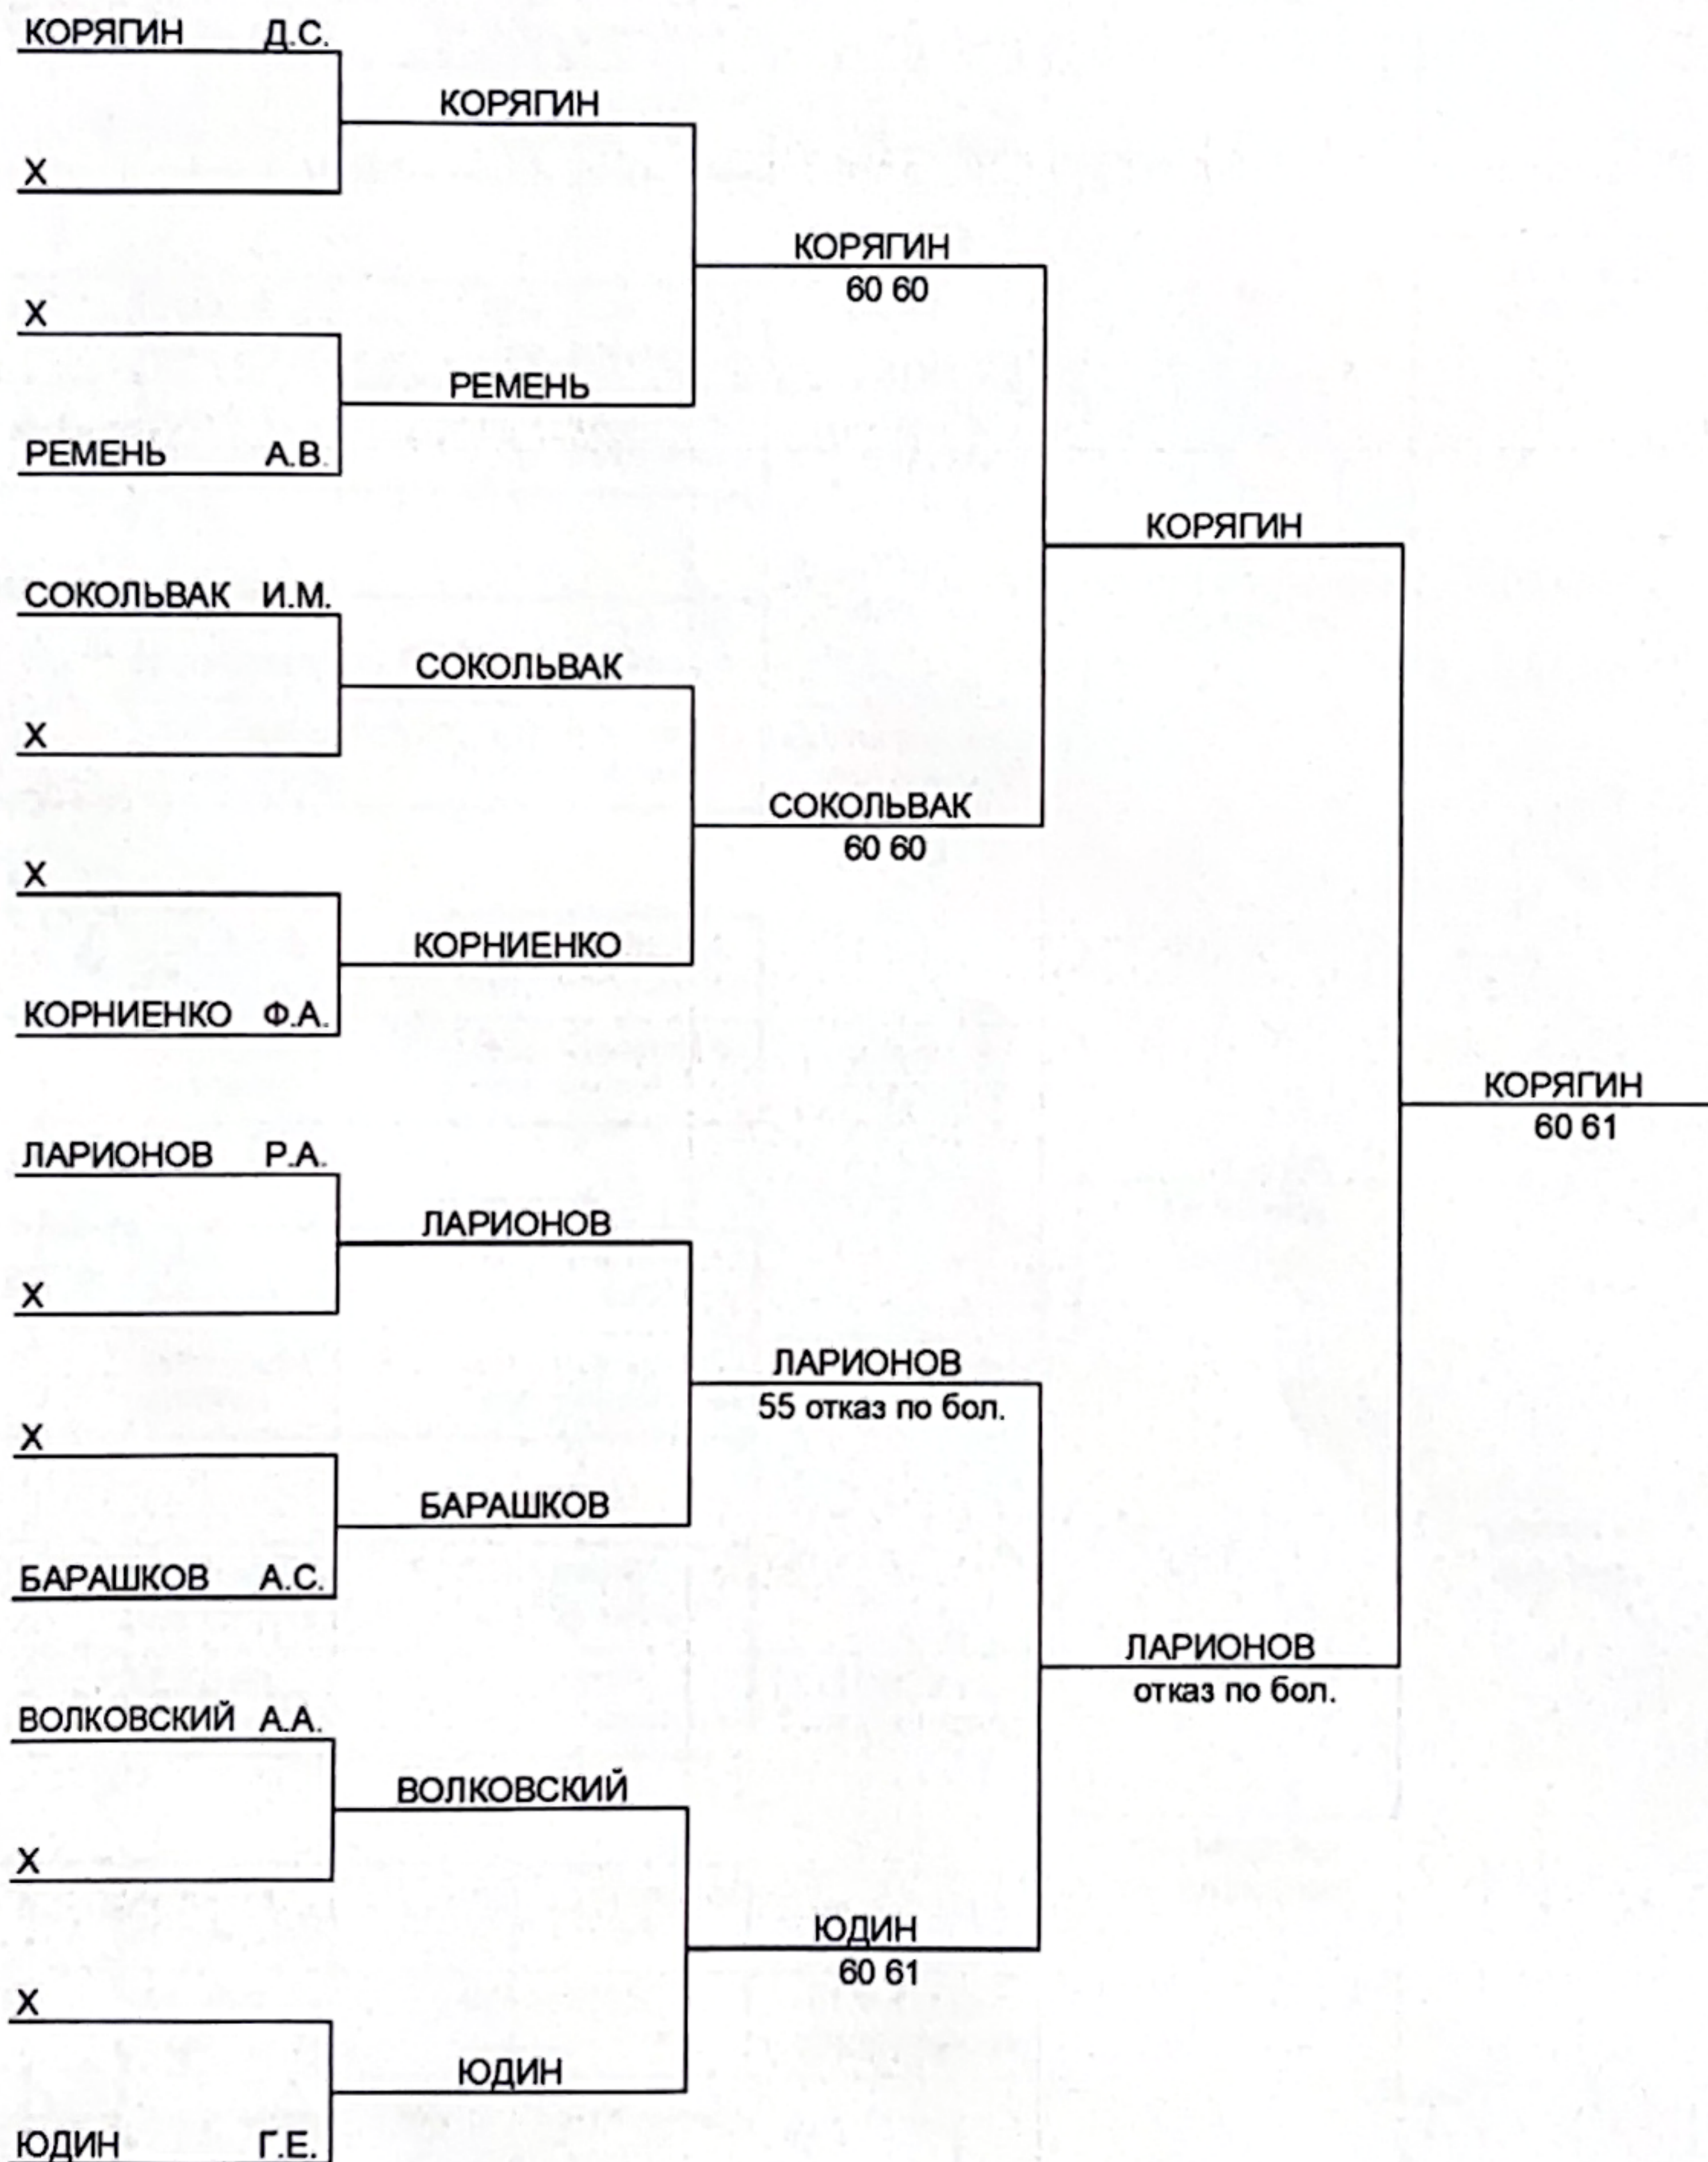 КОРЯГИН Д.С.
КОРЯГИН
X
КОРЯГИН
60 60
X
РЕМЕНЬ
РЕМЕНЬ А.В.
КОРЯГИН
СОКОЛЬВАК И.М.
СОКОЛЬВАК
X
СОКОЛЬВАК
60 60
X
КОРНИЕНКО
КОРНИЕНКО Ф.А.
КОРЯГИН
60 61
ЛАРИОНОВ Р.А.
ЛАРИОНОВ
X
ЛАРИОНОВ
55 отказ по бол.
X
БАРАШКОВ
БАРАШКОВ А.С.
ЛАРИОНОВ
отказ по бол.
ВОЛКОВСКИЙ А.А.
ВОЛКОВСКИЙ
X
ЮДИН
60 61
X
ЮДИН
ЮДИН Г.Е.